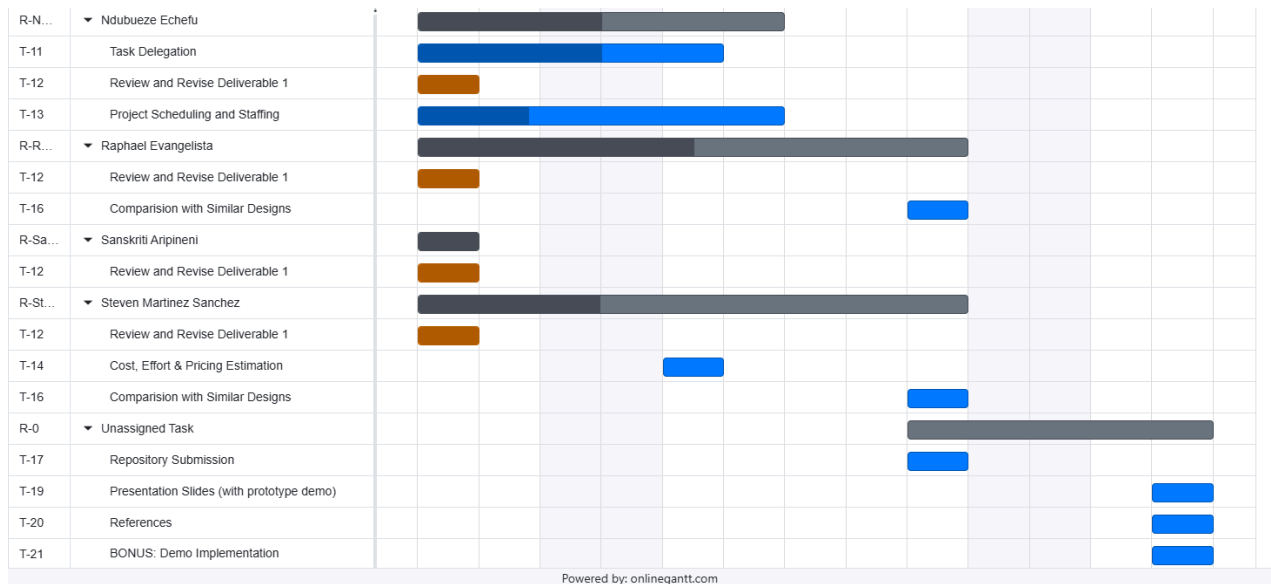 R-N... Ndubueze Echefu
T-11 Task Delegation
T-12 Review and Revise Deliverable 1
T-13 Project Scheduling and Staffing
R-R... Raphael Evangelista
T-12 Review and Revise Deliverable 1
T-16 Comparision with Similar Designs
R-Sa... Sanskriti Aripineni
T-12 Review and Revise Deliverable 1
R-St... Steven Martinez Sanchez
T-12 Review and Revise Deliverable 1
T-14 Cost, Effort & Pricing Estimation
T-16 Comparision with Similar Designs
R-0 Unassigned Task
T-17 Repository Submission
T-19 Presentation Slides (with prototype demo)
T-20 References
T-21 BONUS: Demo Implementation
Powered by: onlinegantt.com